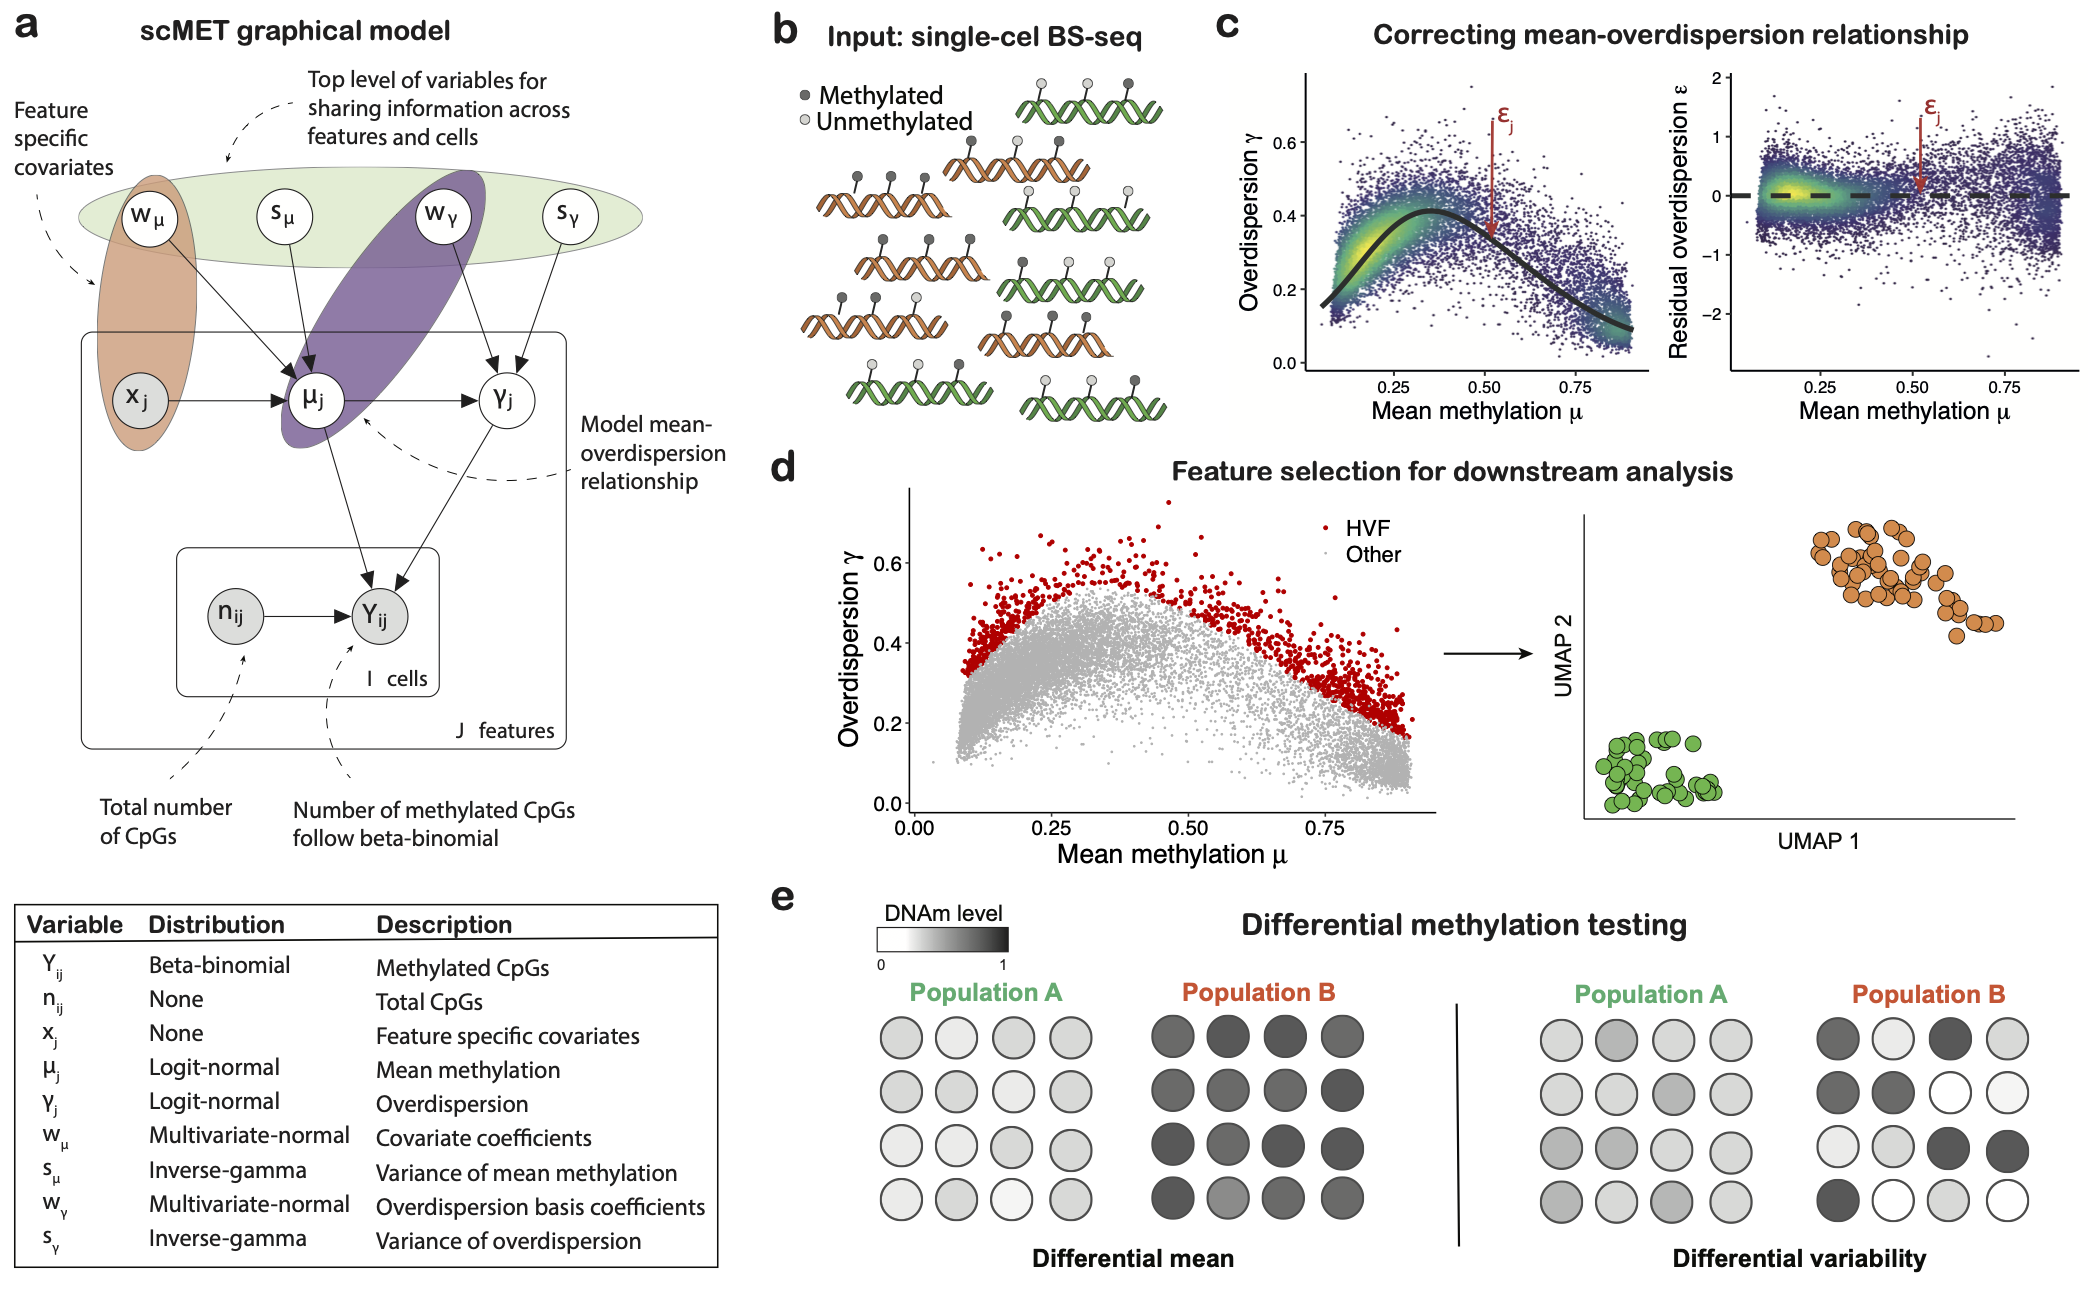 a
scMET graphical model
Top level of variables for
sharing information across
features and cells
Feature
specific
covariates
wμ
sμ
wγ
sγ
xj
μj
γj
Model mean-
overdispersion
relationship
nij
Yij
I cells
J features
Total number
of CpGs
Number of methylated CpGs
follow beta-binomial
Variable Distribution Description
Yij Beta-binomial Methylated CpGs
nij None Total CpGs
xj None Feature specific covariates
μj Logit-normal Mean methylation
γj Logit-normal Overdispersion
wμ Multivariate-normal Covariate coefficients
sμ Inverse-gamma Variance of mean methylation
wγ Multivariate-normal Overdispersion basis coefficients
sγ Inverse-gamma Variance of overdispersion
b
Input: single-cel BS-seq
Methylated
Unmethylated
c
Correcting mean-overdispersion relationship
Overdispersion γ
0.6
0.4
0.2
0.0
εj
0.25 0.50 0.75
Mean methylation μ
Residual overdispersion ε
2
1
0
−1
−2
εj
0.25 0.50 0.75
Mean methylation μ
d
Feature selection for downstream analysis
Overdispersion γ
0.6
0.4
0.2
0.0
HVF
Other
0.00 0.25 0.50 0.75
Mean methylation μ
UMAP 2
UMAP 1
e
Differential methylation testing
DNAm level
0 1
Population A
Population B
Differential mean
Population A
Population B
Differential variability